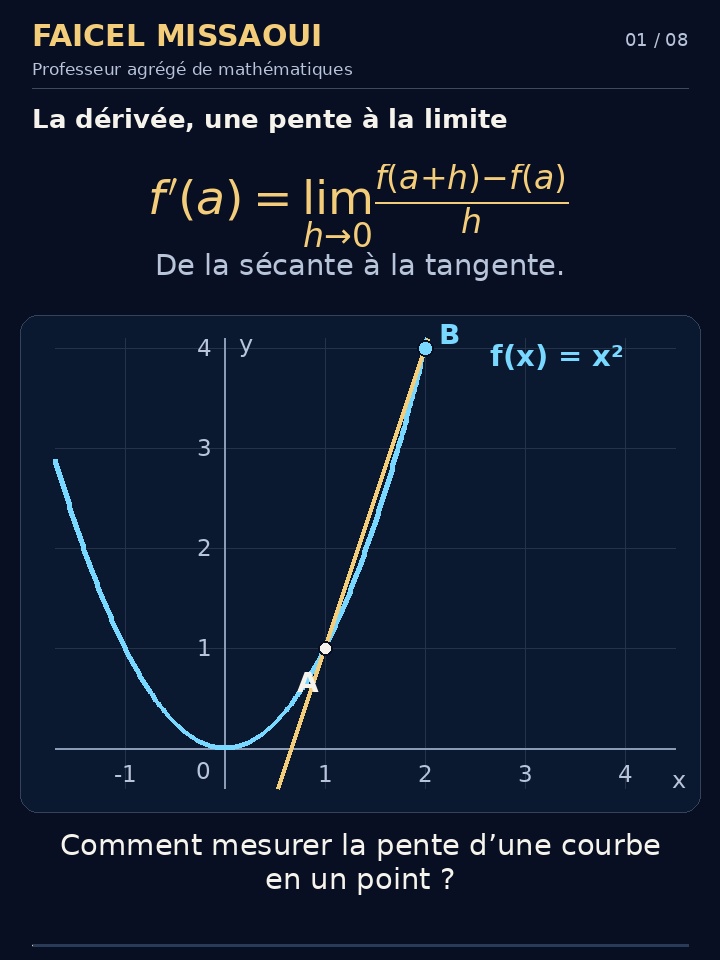 FAICEL MISSAOUI
01 / 08
Professeur agrégé de mathématiques
La dérivée, une pente à la limite
f′(a) = lim h→0 f(a+h)−f(a) / h
De la sécante à la tangente.
B
4 y
f(x) = x²
3
2
1
A
-1 0 1 2 3 4 x
Comment mesurer la pente d’une courbe
en un point ?